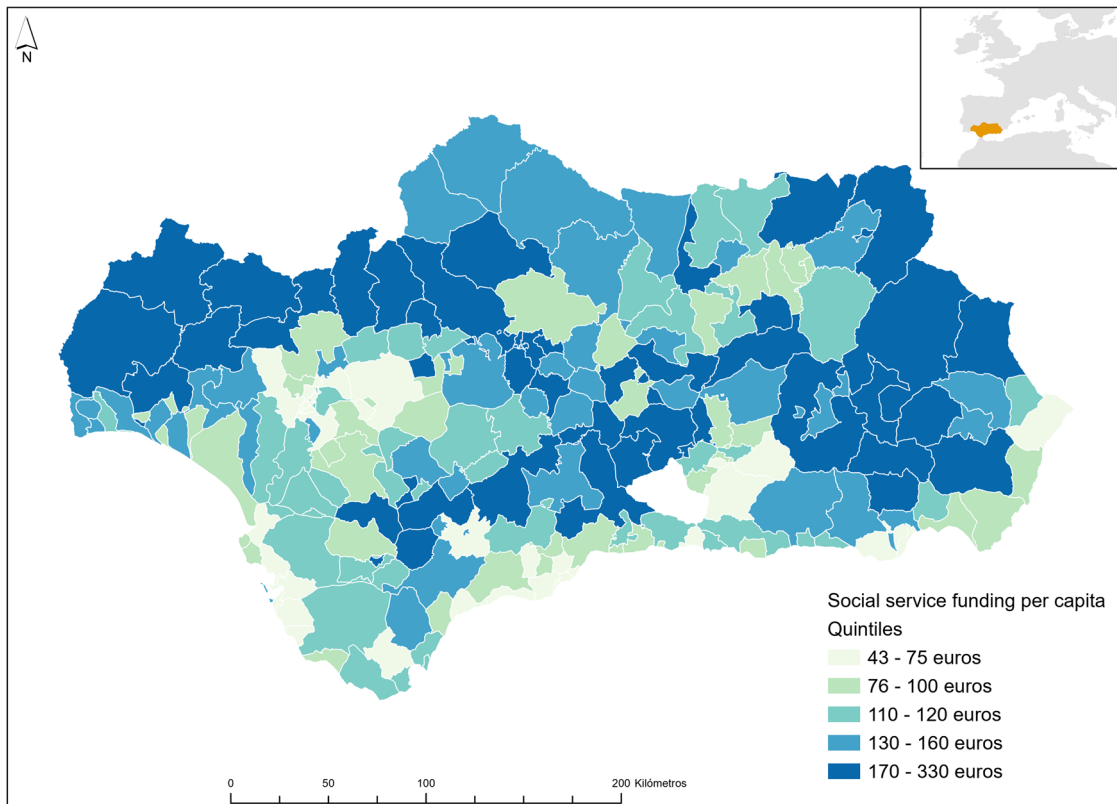 N
Social service funding per capita
Quintiles
43 - 75 euros
76 - 100 euros
110 - 120 euros
130 - 160 euros
170 - 330 euros
0 50 100 200 Kilómetros